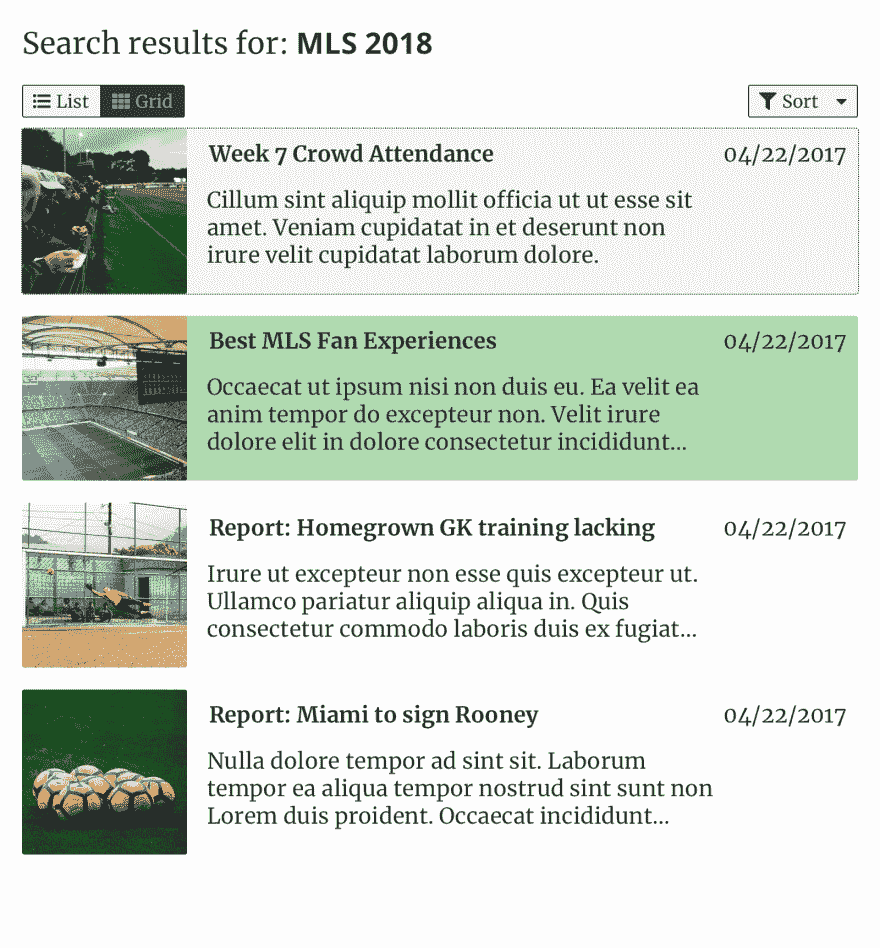 Search results for: MLS 2018
List Grid Sort
Week 7 Crowd Attendance 04/22/2017
Cillum sint aliquip mollit officia ut ut esse sit
amet. Veniam cupidatat in et deserunt non
irure velit cupidatat laborum dolore.
Best MLS Fan Experiences 04/22/2017
Occaecat ut ipsum nisi non duis eu. Ea velit ea
anim tempor do excepteur non. Velit irure
dolore elit in dolore consectetur incididunt...
Report: Homegrown GK training lacking 04/22/2017
Irure ut excepteur non esse quis excepteur ut.
Ullamco pariatur aliquip aliqua in. Quis
consectetur commodo laboris duis ex fugiat...
Report: Miami to sign Rooney 04/22/2017
Nulla dolore tempor ad sint sit. Laborum
tempor ea aliqua tempor nostrud sint sunt non
Lorem duis proident. Occaecat incididunt...